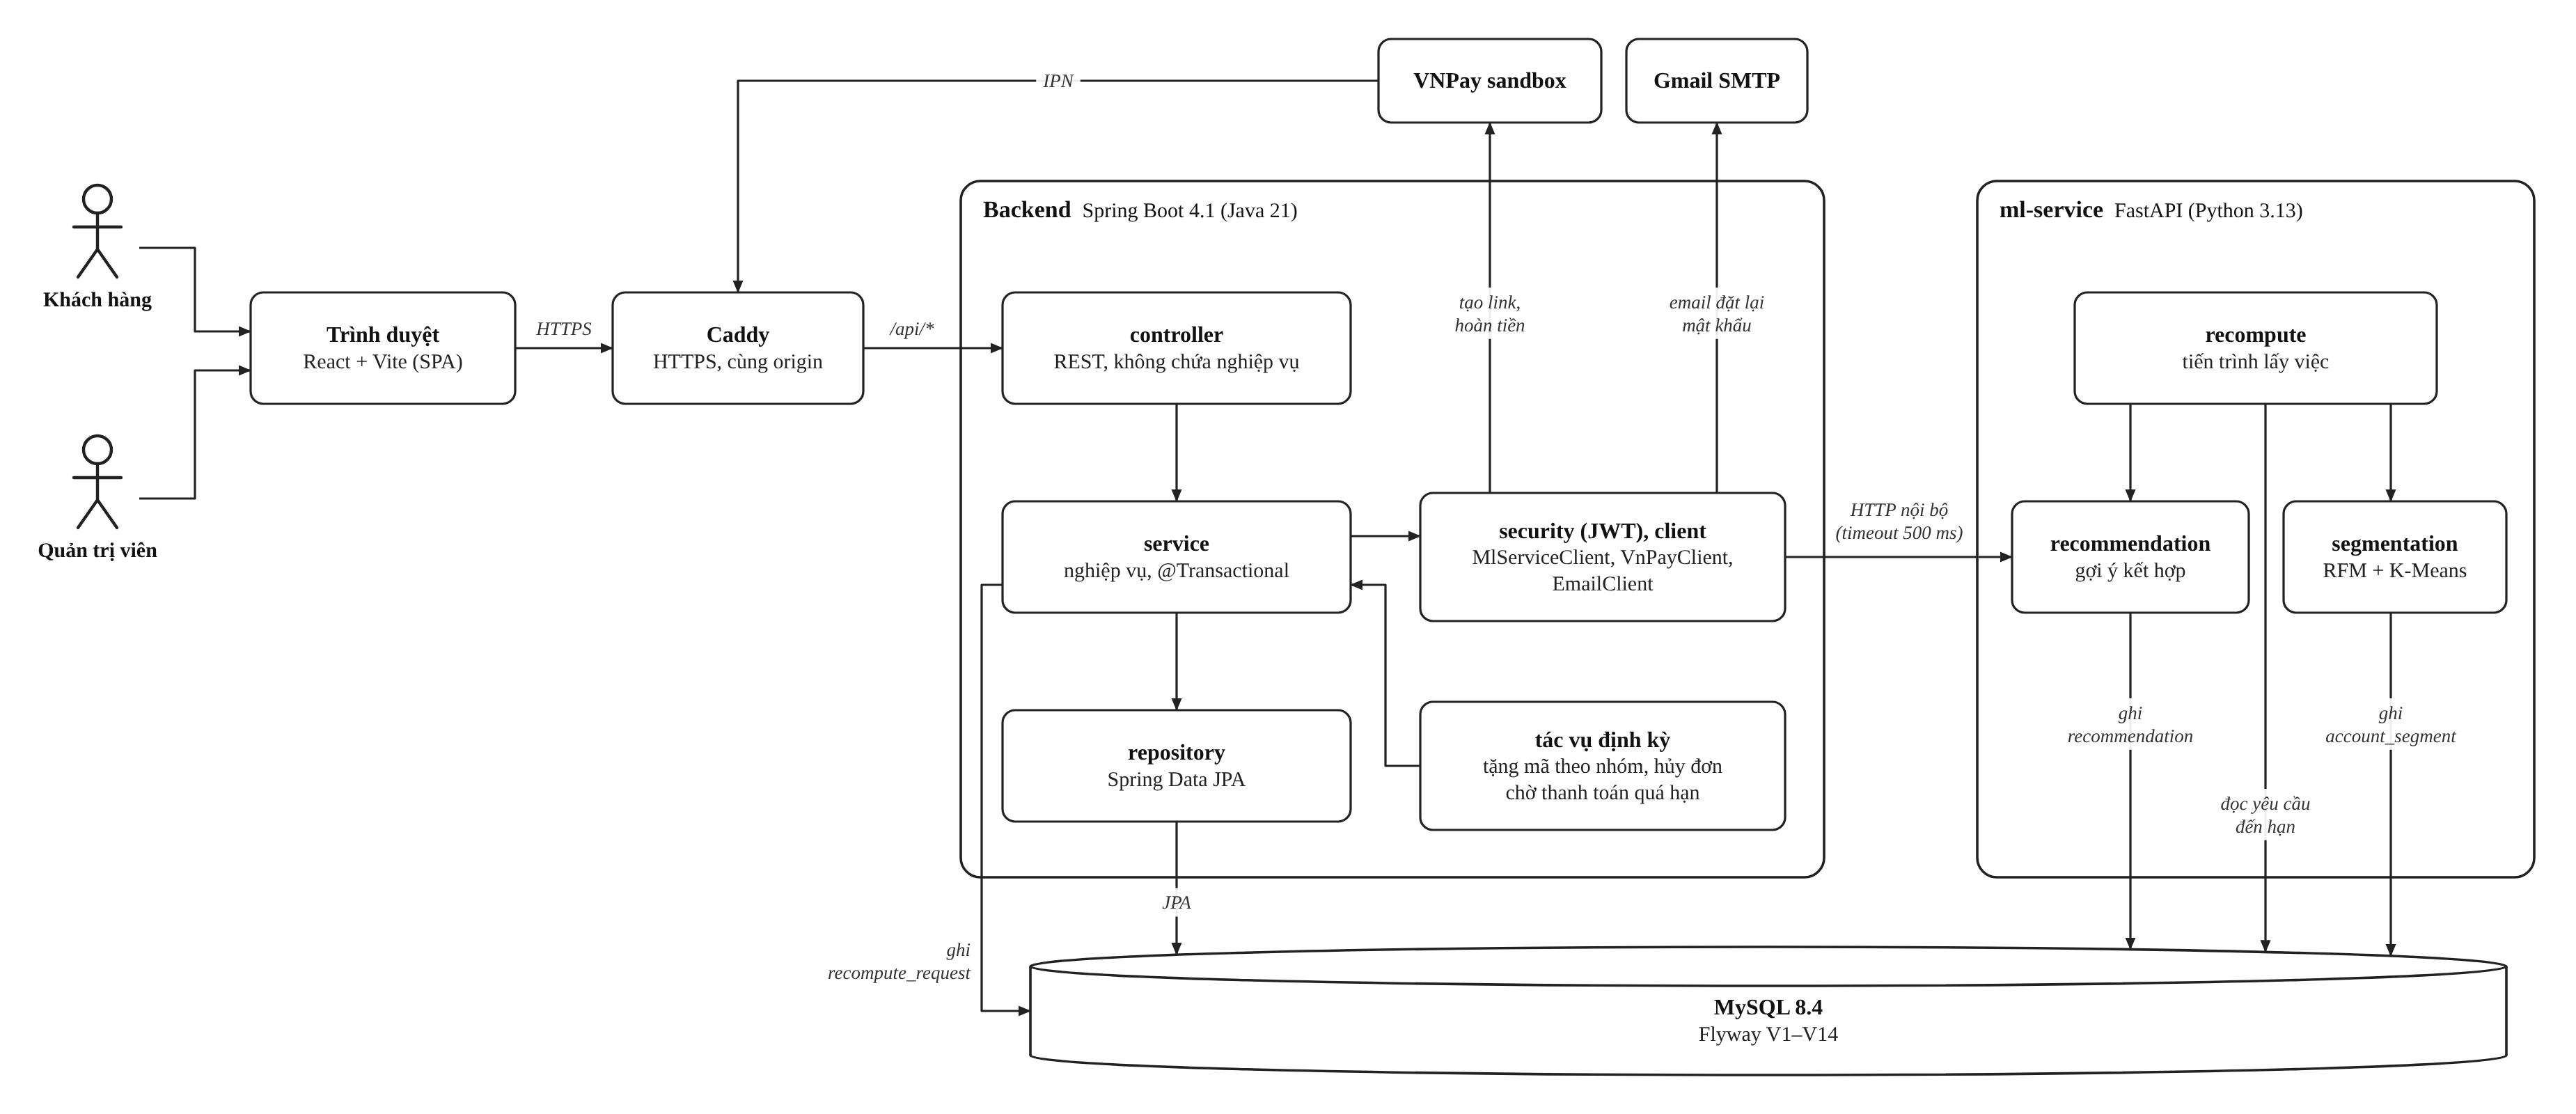 VNPay sandbox
Gmail SMTP
IPN
Khách hàng
Quản trị viên
Trình duyệt
React + Vite (SPA)
HTTPS
Caddy
HTTPS, cùng origin
/api/*
Backend Spring Boot 4.1 (Java 21)
controller
REST, không chứa nghiệp vụ
tạo link,
hoàn tiền
email đặt lại
mật khẩu
service
nghiệp vụ, @Transactional
security (JWT), client
MlServiceClient, VnPayClient,
EmailClient
repository
Spring Data JPA
tác vụ định kỳ
tặng mã theo nhóm, hủy đơn
chờ thanh toán quá hạn
HTTP nội bộ
(timeout 500 ms)
ml-service FastAPI (Python 3.13)
recompute
tiến trình lấy việc
recommendation
gợi ý kết hợp
segmentation
RFM + K-Means
ghi
recommendation
ghi
account_segment
đọc yêu cầu
đến hạn
JPA
ghi
recompute_request
MySQL 8.4
Flyway V1–V14